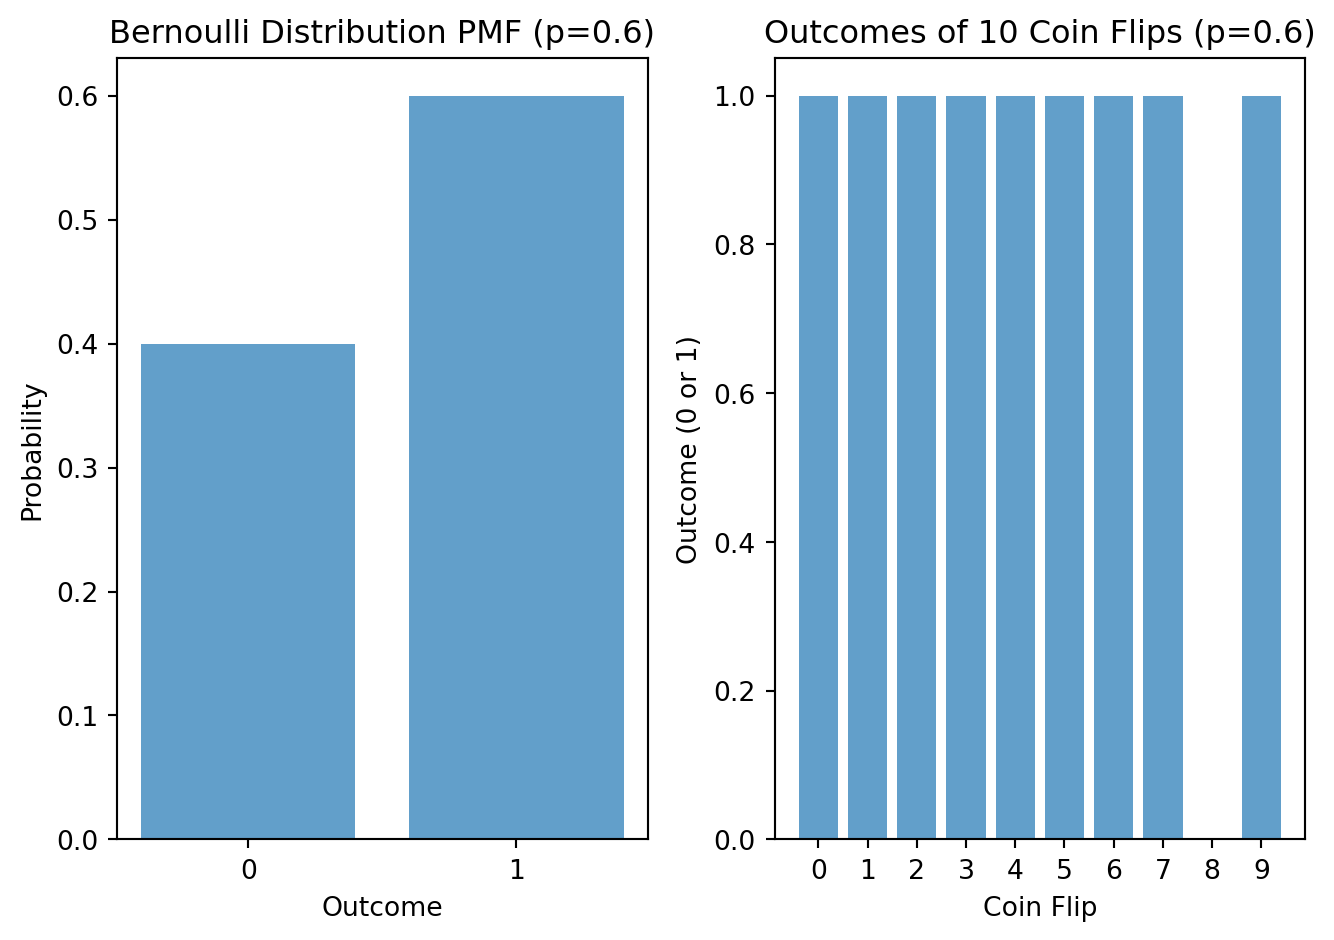 Bernoulli Distribution PMF (p=0.6)
Probability
0.6
0.5
0.4
0.3
0.2
0.1
0.0
0 1
Outcome
Outcomes of 10 Coin Flips (p=0.6)
Outcome (0 or 1)
1.0
0.8
0.6
0.4
0.2
0.0
0 1 2 3 4 5 6 7 8 9
Coin Flip